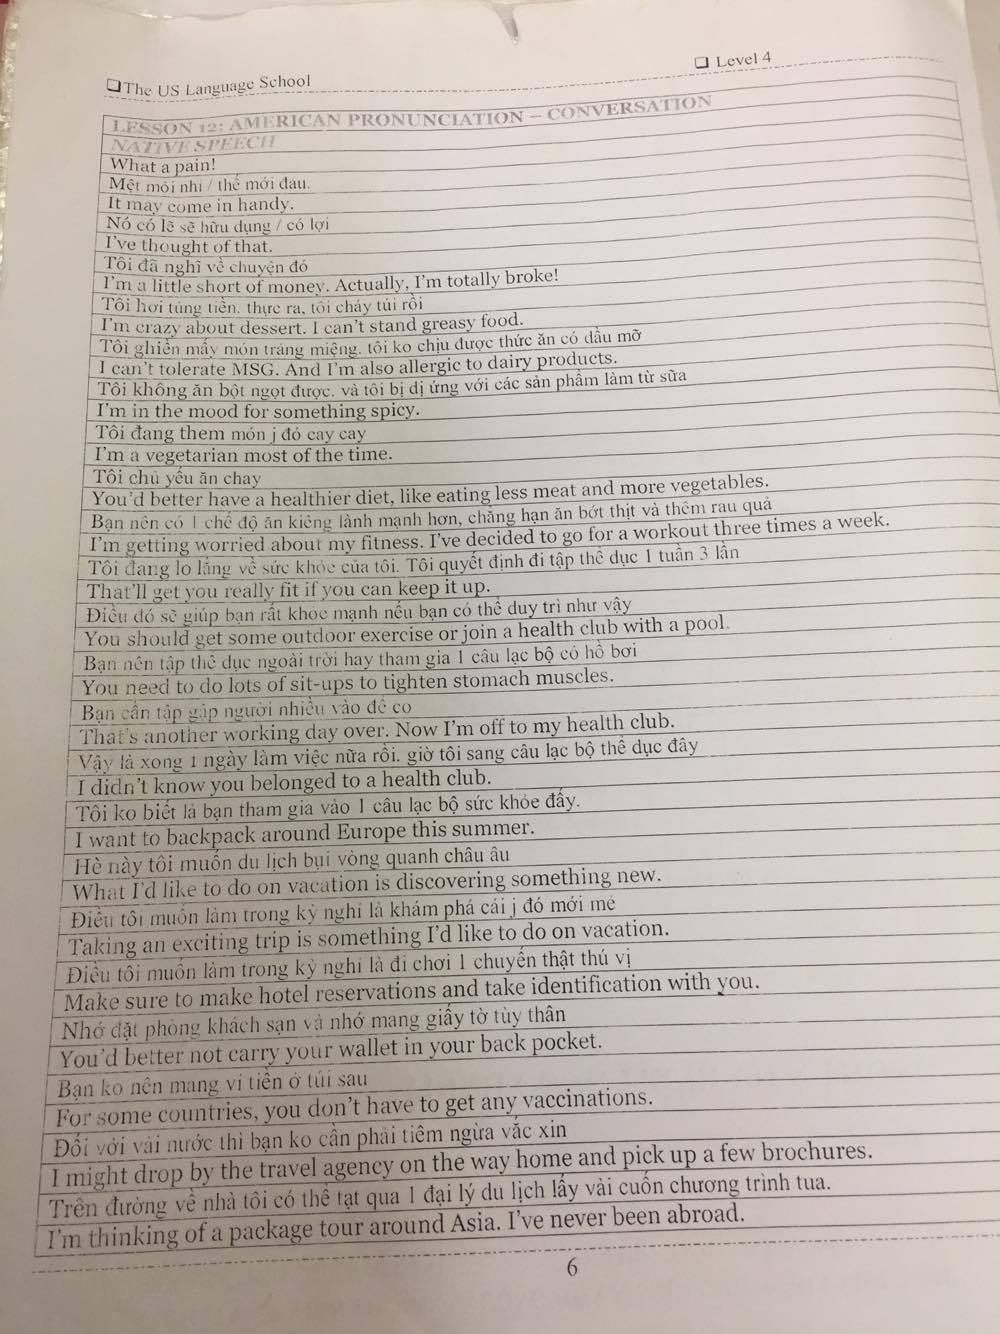 The US Language School
Level 4
LESSON 12: AMERICAN PRONUNCIATION – CONVERSATION
NATIVE SPEECH
What a pain!
Mệt mỏi nhỉ / thế mới đau.
It may come in handy.
Nó có lẽ sẽ hữu dụng / có lợi
I've thought of that.
Tôi đã nghĩ về chuyện đó
I'm a little short of money. Actually, I'm totally broke!
Tôi hơi túng tiền. thực ra, tôi cháy túi rồi
I'm crazy about dessert. I can't stand greasy food.
Tôi ghiền mấy món tráng miệng. tôi ko chịu được thức ăn có dầu mỡ
I can't tolerate MSG. And I'm also allergic to dairy products.
Tôi không ăn bột ngọt được. và tôi bị dị ứng với các sản phẩm làm từ sữa
I'm in the mood for something spicy.
Tôi đang them món j đó cay cay
I'm a vegetarian most of the time.
Tôi chủ yếu ăn chay
You'd better have a healthier diet, like eating less meat and more vegetables.
Bạn nên có 1 chế độ ăn kiêng lành mạnh hơn, chẳng hạn ăn bớt thịt và thêm rau quả
I'm getting worried about my fitness. I've decided to go for a workout three times a week.
Tôi đang lo lắng về sức khỏe của tôi. Tôi quyết định đi tập thể dục 1 tuần 3 lần
That'll get you really fit if you can keep it up.
Điều đó sẽ giúp bạn rất khỏe mạnh nếu bạn có thể duy trì như vậy
You should get some outdoor exercise or join a health club with a pool.
Bạn nên tập thể dục ngoài trời hay tham gia 1 câu lạc bộ có hồ bơi
You need to do lots of sit-ups to tighten stomach muscles.
Bạn cần tập gập người nhiều vào để co
That's another working day over. Now I'm off to my health club.
Vậy là xong 1 ngày làm việc nữa rồi. giờ tôi sang câu lạc bộ thể dục đây
I didn't know you belonged to a health club.
Tôi ko biết là bạn tham gia vào 1 câu lạc bộ sức khỏe đấy.
I want to backpack around Europe this summer.
Hè này tôi muốn du lịch bụi vòng quanh châu âu
What I'd like to do on vacation is discovering something new.
Điều tôi muốn làm trong kỳ nghỉ là khám phá cái j đó mới mẻ
Taking an exciting trip is something I'd like to do on vacation.
Điều tôi muốn làm trong kỳ nghỉ là đi chơi 1 chuyến thật thú vị
Make sure to make hotel reservations and take identification with you.
Nhớ đặt phòng khách sạn và nhớ mang giấy tờ tùy thân
You'd better not carry your wallet in your back pocket.
Bạn ko nên mang ví tiền ở túi sau
For some countries, you don't have to get any vaccinations.
Đối với vài nước thì bạn ko cần phải tiêm ngừa vắc xin
I might drop by the travel agency on the way home and pick up a few brochures.
Trên đường về nhà tôi có thể tạt qua 1 đại lý du lịch lấy vài cuốn chương trình tua.
I'm thinking of a package tour around Asia. I've never been abroad.
6